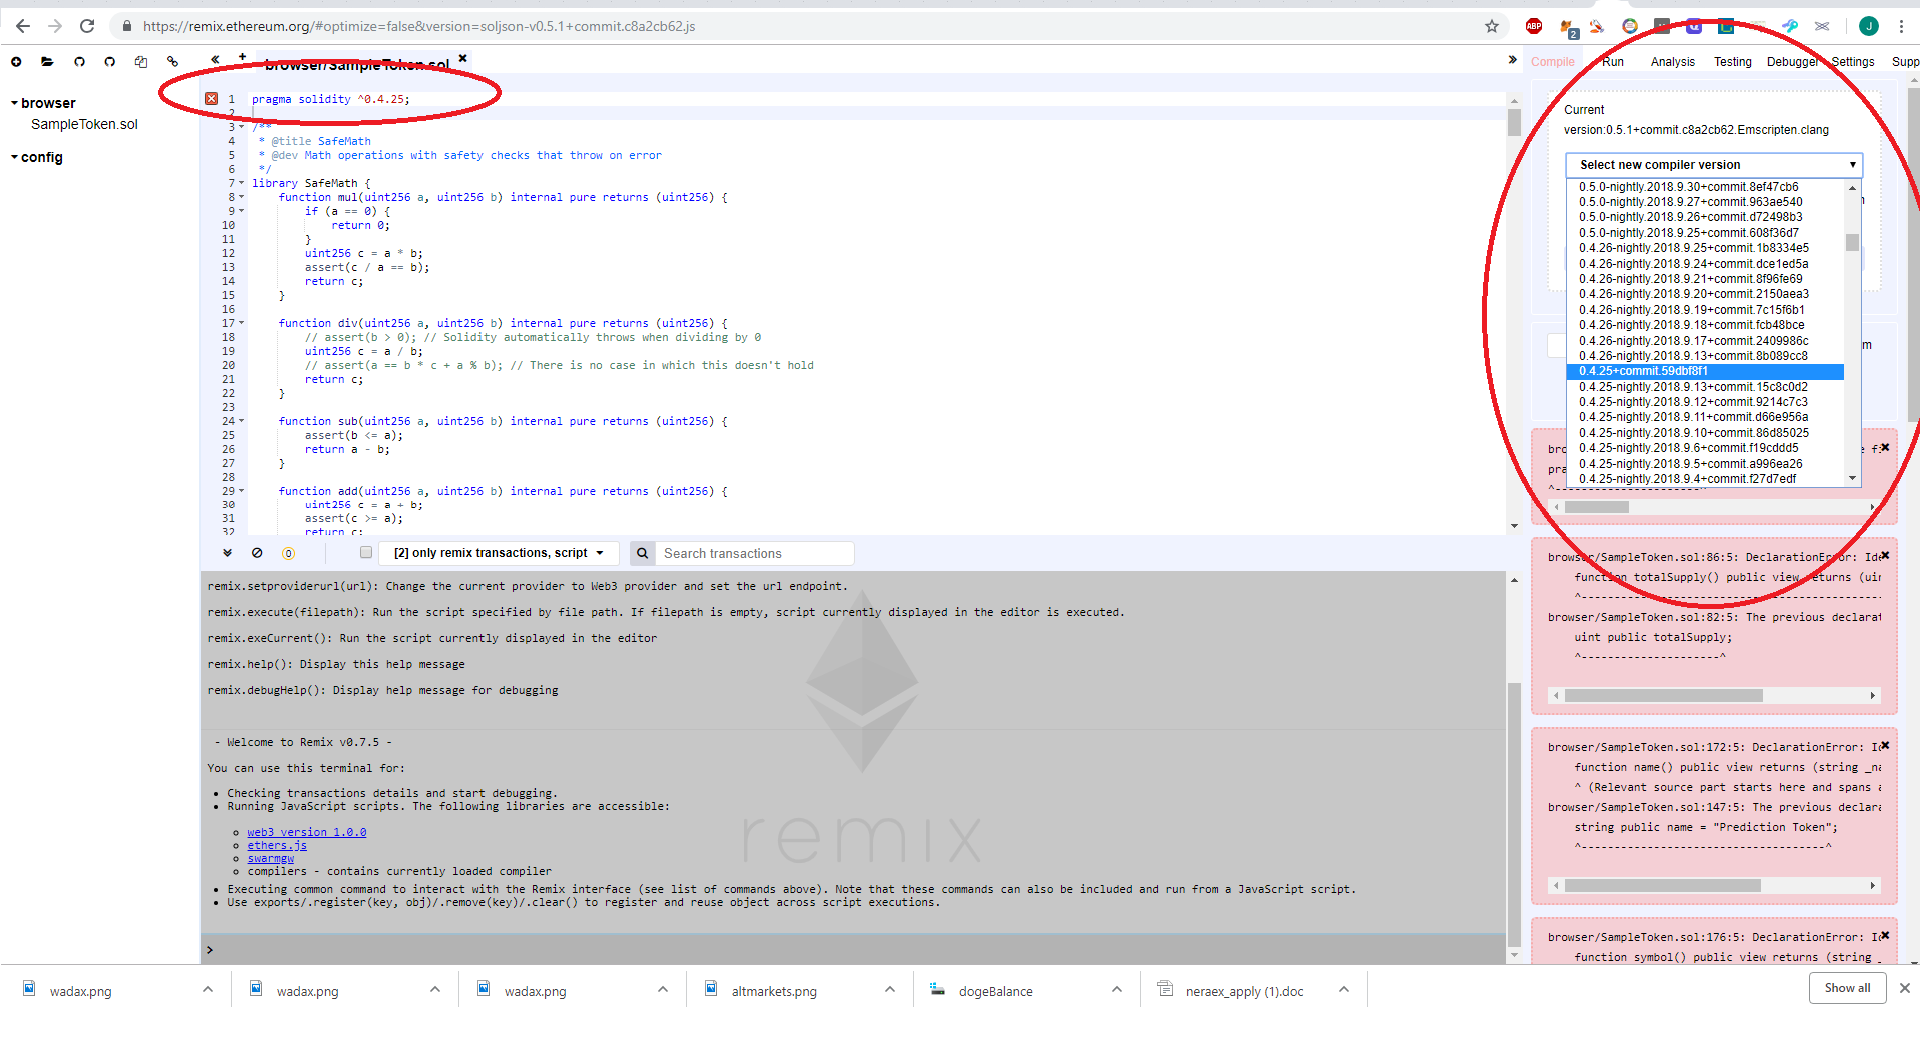 https://remix.ethereum.org/#optimize=false&version=soljson-v0.5.1+commit.c8a2cb62.js
ABP
2
J
browser/SampleToken.sol
browser
SampleToken.sol
config
1 pragma solidity ^0.4.25;
2
3 /**
4 * @title SafeMath
5 * @dev Math operations with safety checks that throw on error
6 */
7 library SafeMath {
8 function mul(uint256 a, uint256 b) internal pure returns (uint256) {
9 if (a == 0) {
10 return 0;
11 }
12 uint256 c = a * b;
13 assert(c / a == b);
14 return c;
15 }
16
17 function div(uint256 a, uint256 b) internal pure returns (uint256) {
18 // assert(b > 0); // Solidity automatically throws when dividing by 0
19 uint256 c = a / b;
20 // assert(a == b * c + a % b); // There is no case in which this doesn't hold
21 return c;
22 }
23
24 function sub(uint256 a, uint256 b) internal pure returns (uint256) {
25 assert(b <= a);
26 return a - b;
27 }
28
29 function add(uint256 a, uint256 b) internal pure returns (uint256) {
30 uint256 c = a + b;
31 assert(c >= a);
32 return c;
0
[2] only remix transactions, script
Search transactions
remix.setproviderurl(url): Change the current provider to Web3 provider and set the url endpoint.
remix.execute(filepath): Run the script specified by file path. If filepath is empty, script currently displayed in the editor is executed.
remix.exeCurrent(): Run the script currently displayed in the editor
remix.help(): Display this help message
remix.debugHelp(): Display help message for debugging
- Welcome to Remix v0.7.5 -
You can use this terminal for:
• Checking transactions details and start debugging.
• Running JavaScript scripts. The following libraries are accessible:
web3 version 1.0.0
ethers.js
swarmgw
compilers - contains currently loaded compiler
• Executing common command to interact with the Remix interface (see list of commands above). Note that these commands can also be included and run from a JavaScript script.
• Use exports/.register(key, obj)/.remove(key)/.clear() to register and reuse object across script executions.
remix
>
Compile Run Analysis Testing Debugger Settings Supp
Current
version:0.5.1+commit.c8a2cb62.Emscripten.clang
Select new compiler version
0.5.0-nightly.2018.9.30+commit.8ef47cb6
0.5.0-nightly.2018.9.27+commit.963ae540
0.5.0-nightly.2018.9.26+commit.d72498b3
0.5.0-nightly.2018.9.25+commit.608f36d7
0.4.26-nightly.2018.9.25+commit.1b8334e5
0.4.26-nightly.2018.9.24+commit.dce1ed5a
0.4.26-nightly.2018.9.21+commit.8f96fe69
0.4.26-nightly.2018.9.20+commit.2150aea3
0.4.26-nightly.2018.9.19+commit.7c15f6b1
0.4.26-nightly.2018.9.18+commit.fcb48bce
0.4.26-nightly.2018.9.17+commit.2409986c
0.4.26-nightly.2018.9.13+commit.8b089cc8
0.4.25+commit.59dbf8f1
0.4.25-nightly.2018.9.13+commit.15c8c0d2
0.4.25-nightly.2018.9.12+commit.9214c7c3
0.4.25-nightly.2018.9.11+commit.d66e956a
0.4.25-nightly.2018.9.10+commit.86d85025
0.4.25-nightly.2018.9.6+commit.f19cddd5
0.4.25-nightly.2018.9.5+commit.a996ea26
0.4.25-nightly.2018.9.4+commit.f27d7edf
browser/SampleToken.sol:86:5: DeclarationError: Ide
function totalSupply() public view returns (uin
^----------------------------------------------
browser/SampleToken.sol:82:5: The previous declarat
uint public totalSupply;
^---------------------^
browser/SampleToken.sol:172:5: DeclarationError: Id
function name() public view returns (string _na
^ (Relevant source part starts here and spans a
browser/SampleToken.sol:147:5: The previous declara
string public name = "Prediction Token";
^-------------------------------------^
browser/SampleToken.sol:176:5: DeclarationError: Id
function symbol() public view returns (string _
wadax.png
wadax.png
wadax.png
altmarkets.png
dogeBalance
neraex_apply (1).doc
Show all